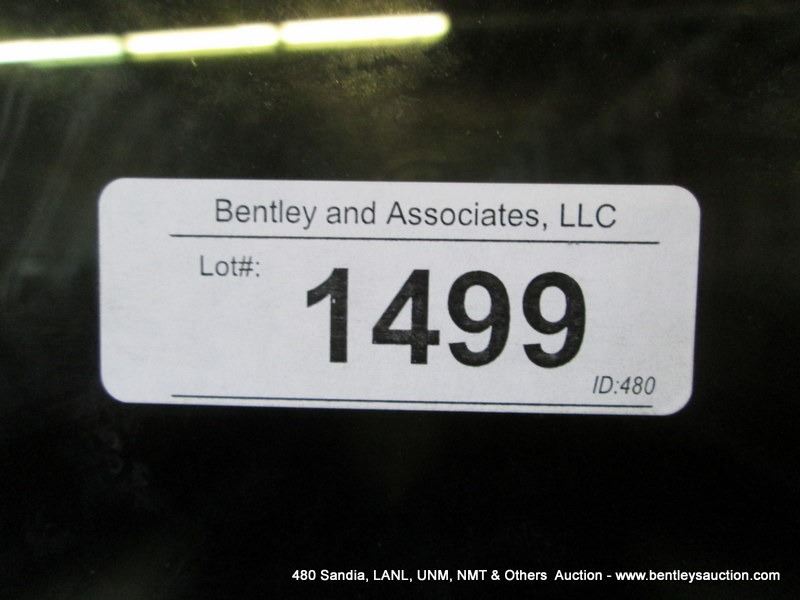 Bentley and Associates, LLC
Lot#:
1499
ID:480
480 Sandia, LANL, UNM, NMT & Others Auction - www.bentleysauction.com